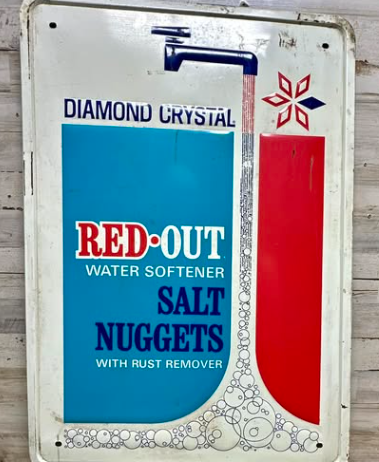 DIAMOND CRYSTAL
RED•OUT
WATER SOFTENER
SALT
NUGGETS
WITH RUST REMOVER